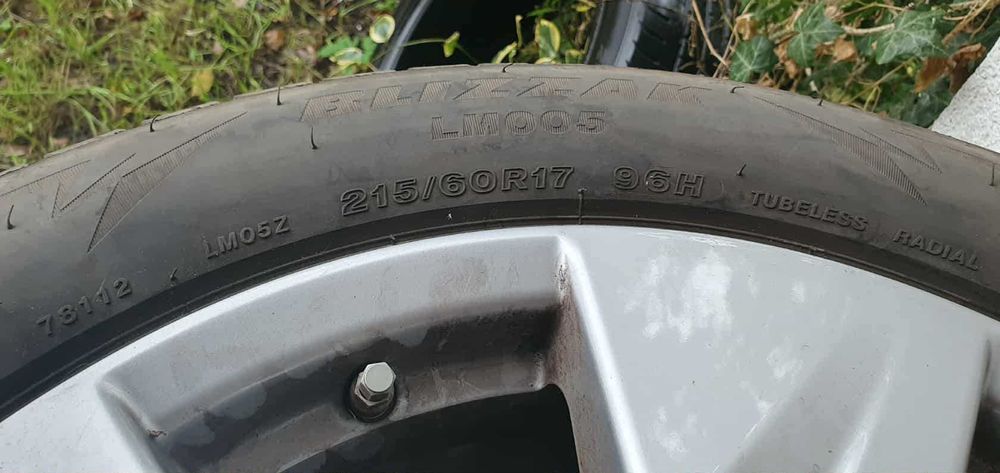 BLIZZAK
LM005
215/60R17 96H
TUBELESS RADIAL
LM05Z
78112